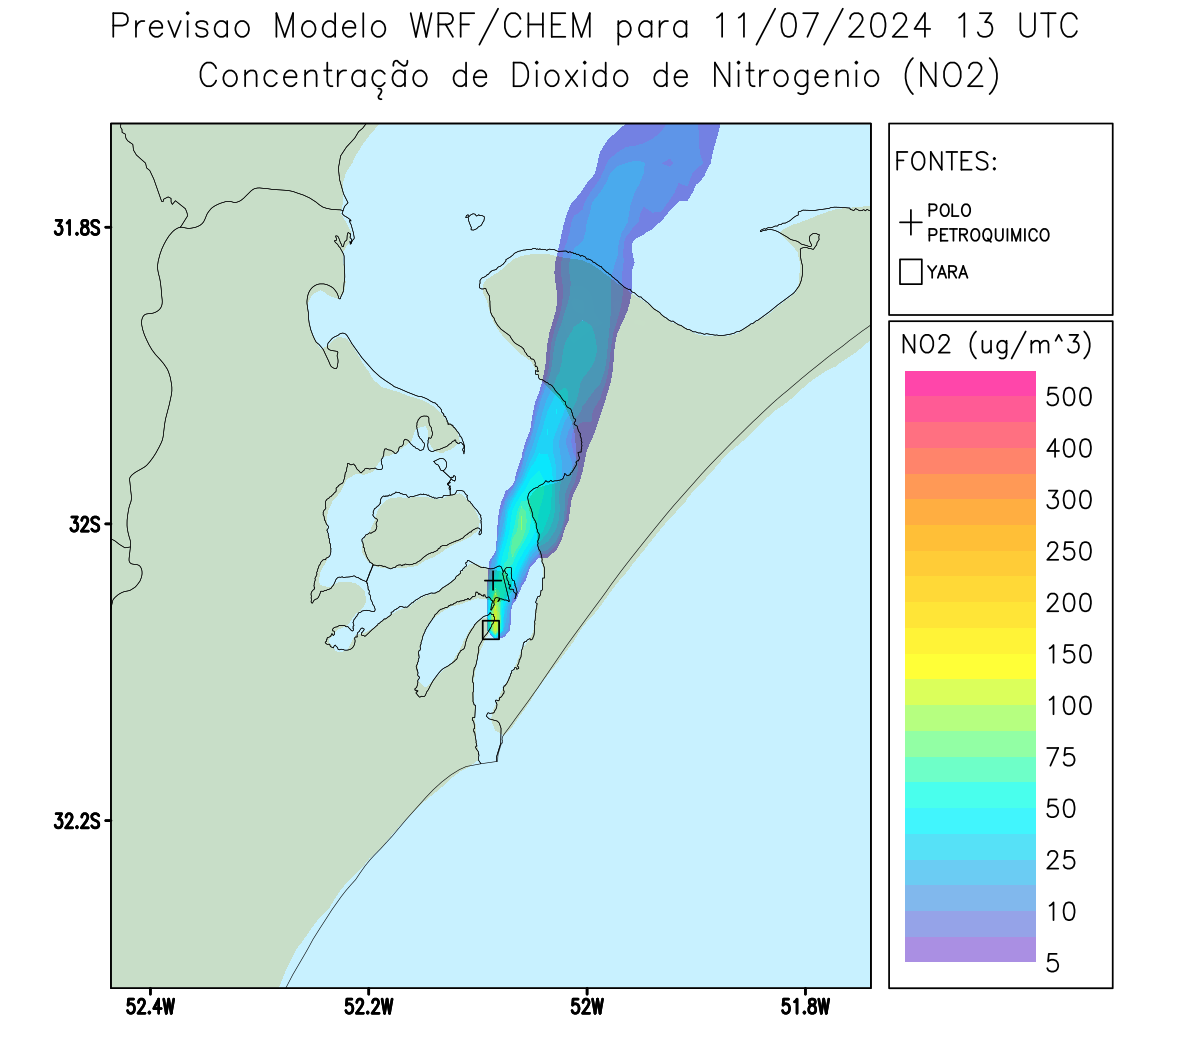 Previsao Modelo WRF/CHEM para 11/07/2024 13 UTC
Concentração de Dioxido de Nitrogenio (NO2)
FONTES:
POLO
PETROQUIMICO
YARA
NO2 (ug/m^3)
500
400
300
250
200
150
100
75
50
25
10
5
31.8S
32S
32.2S
52.4W
52.2W
52W
51.8W